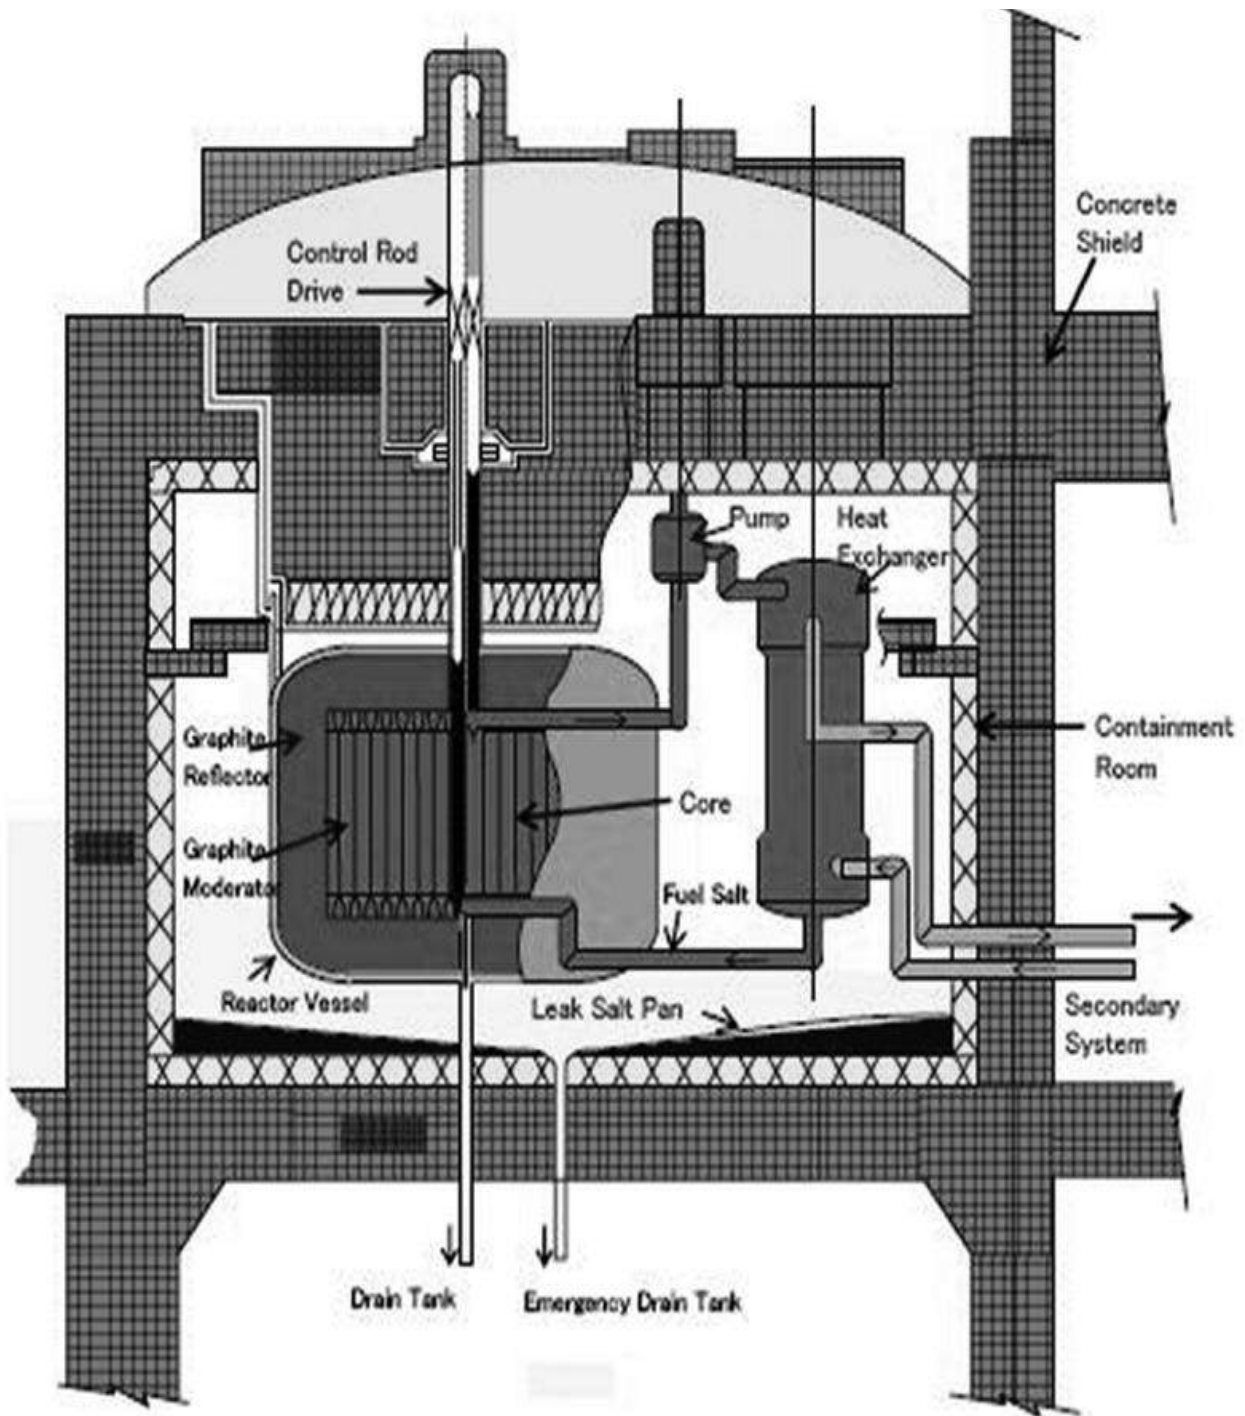 Control Rod
Drive
Concrete
Shield
Pump
Heat
Exchanger
Graphite
Reflector
Containment
Room
Core
Graphite
Moderator
Fuel Salt
Reactor Vessel
Leak Salt Pan
Secondary
System
Drain Tank
Emergency Drain Tank